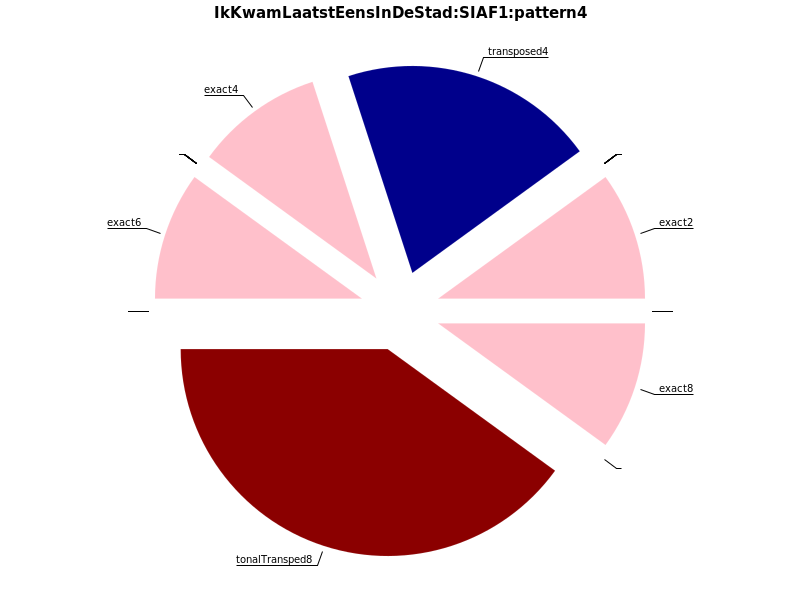 IkKwamLaatstEensInDeStad:SIAF1:pattern4
transposed4
exact4
exact6
exact2
exact8
tonalTransped8